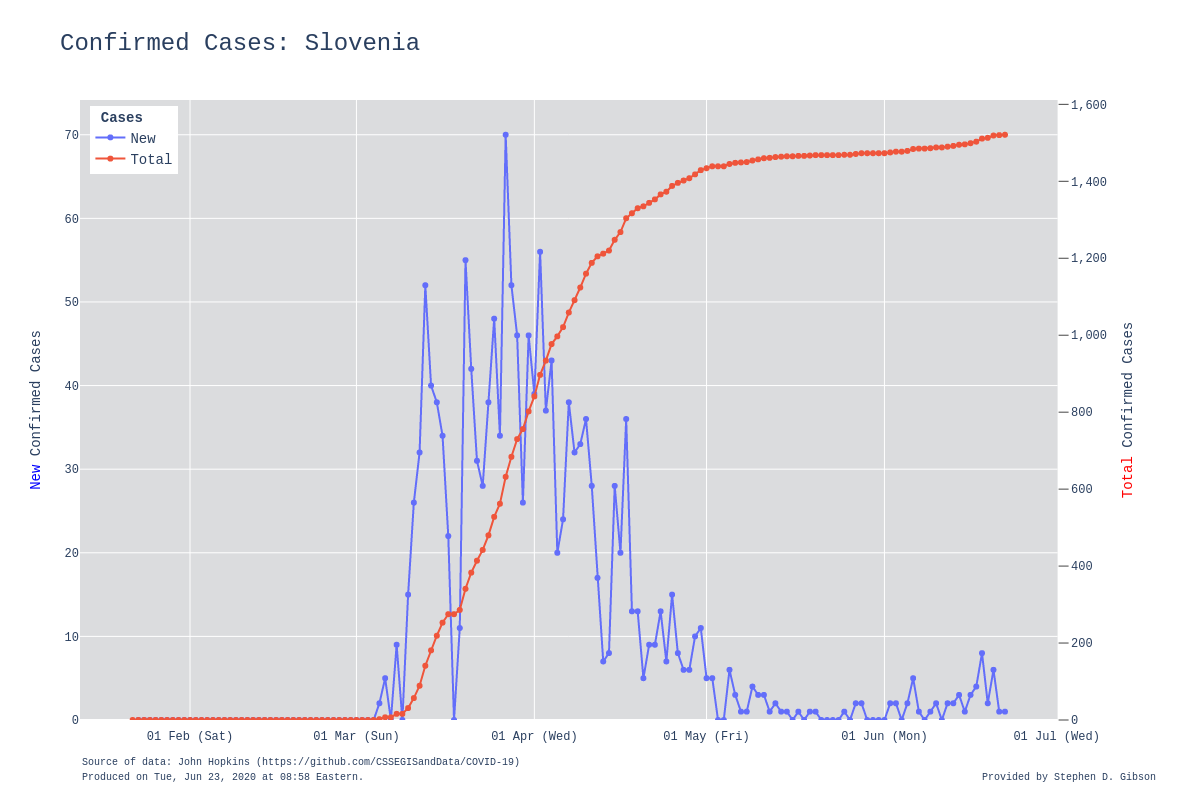 Confirmed Cases: Slovenia
Cases
New
Total
70
60
50
40
30
20
10
0
New Confirmed Cases
1,600
1,400
1,200
1,000
800
600
400
200
0
Total Confirmed Cases
01 Feb (Sat)
01 Mar (Sun)
01 Apr (Wed)
01 May (Fri)
01 Jun (Mon)
01 Jul (Wed)
Source of data: John Hopkins (https://github.com/CSSEGISandData/COVID-19)
Produced on Tue, Jun 23, 2020 at 08:58 Eastern.
Provided by Stephen D. Gibson